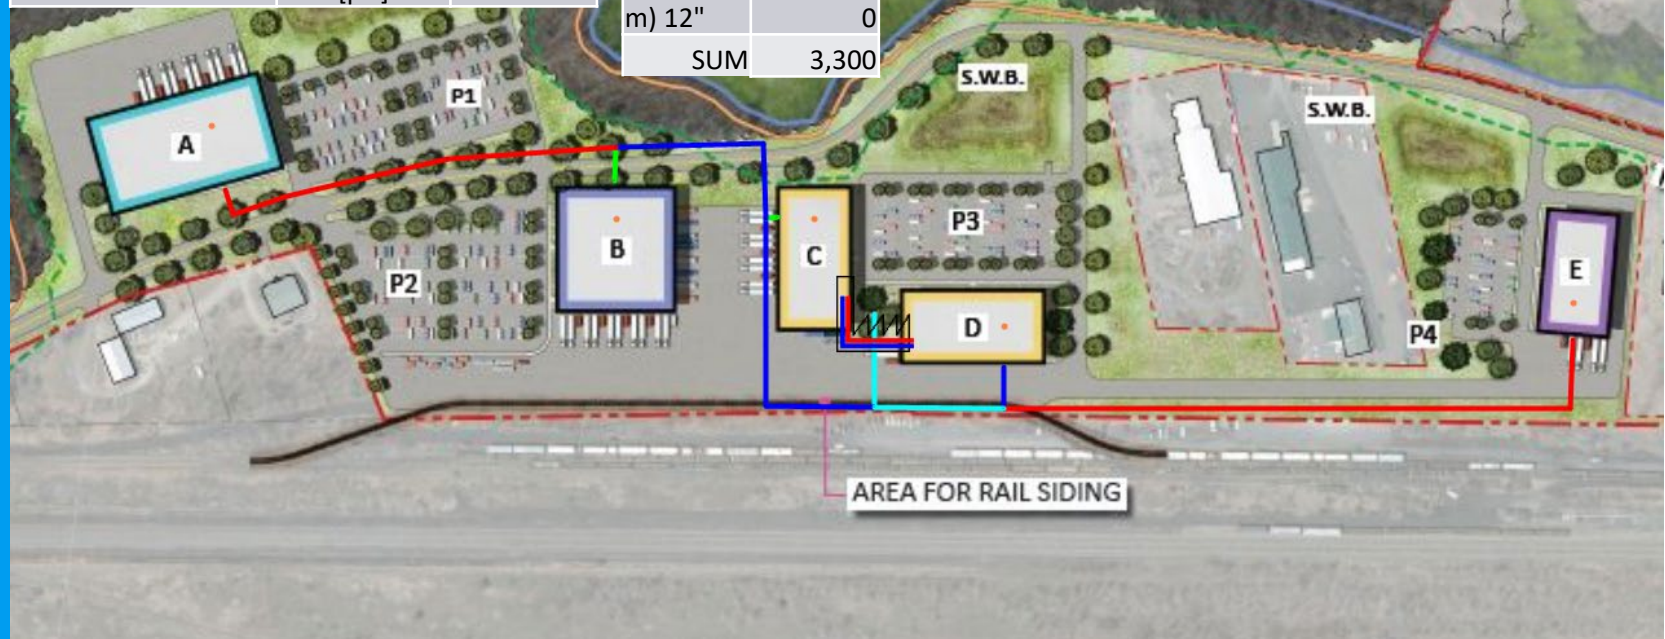 m) 12" 0
SUM 3,300
P1
S.W.B.
S.W.B.
A
P3
B
C
P2
E
D
P4
AREA FOR RAIL SIDING